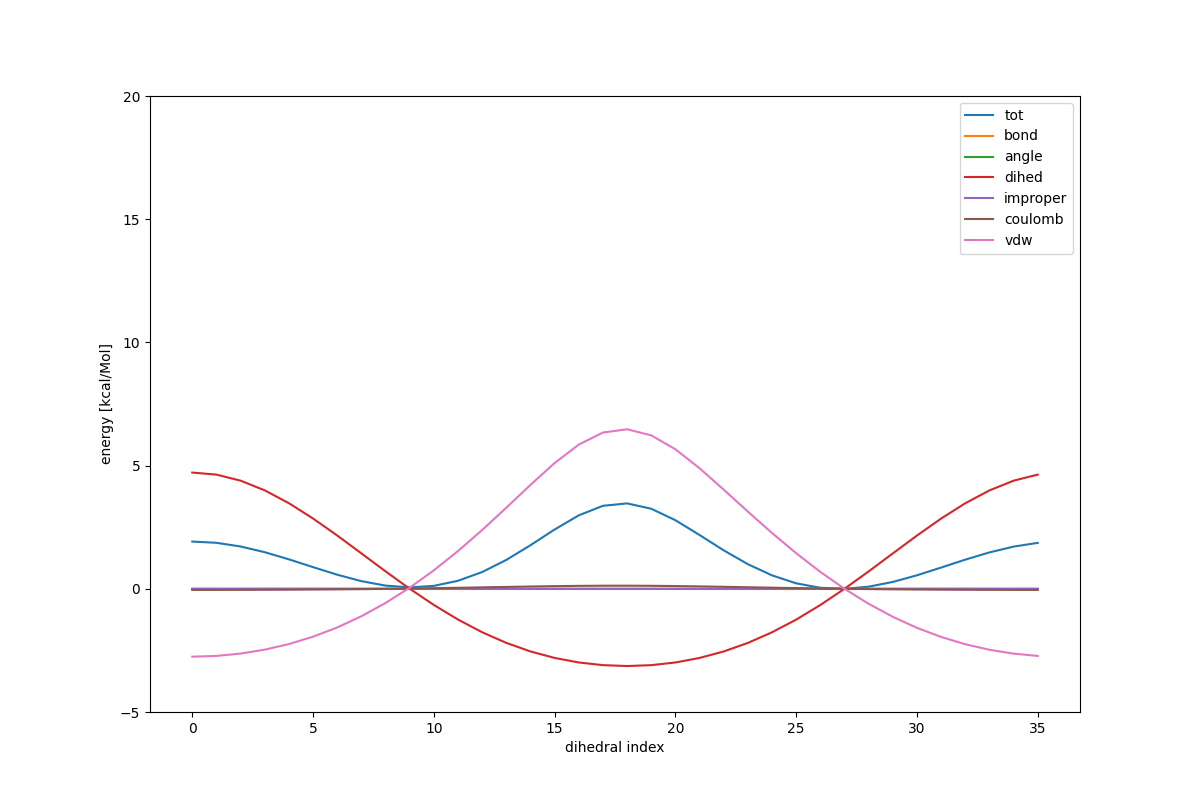 energy [kcal/Mol]
20
15
10
5
0
−5
0 5 10 15 20 25 30 35
dihedral index
tot
bond
angle
dihed
improper
coulomb
vdw